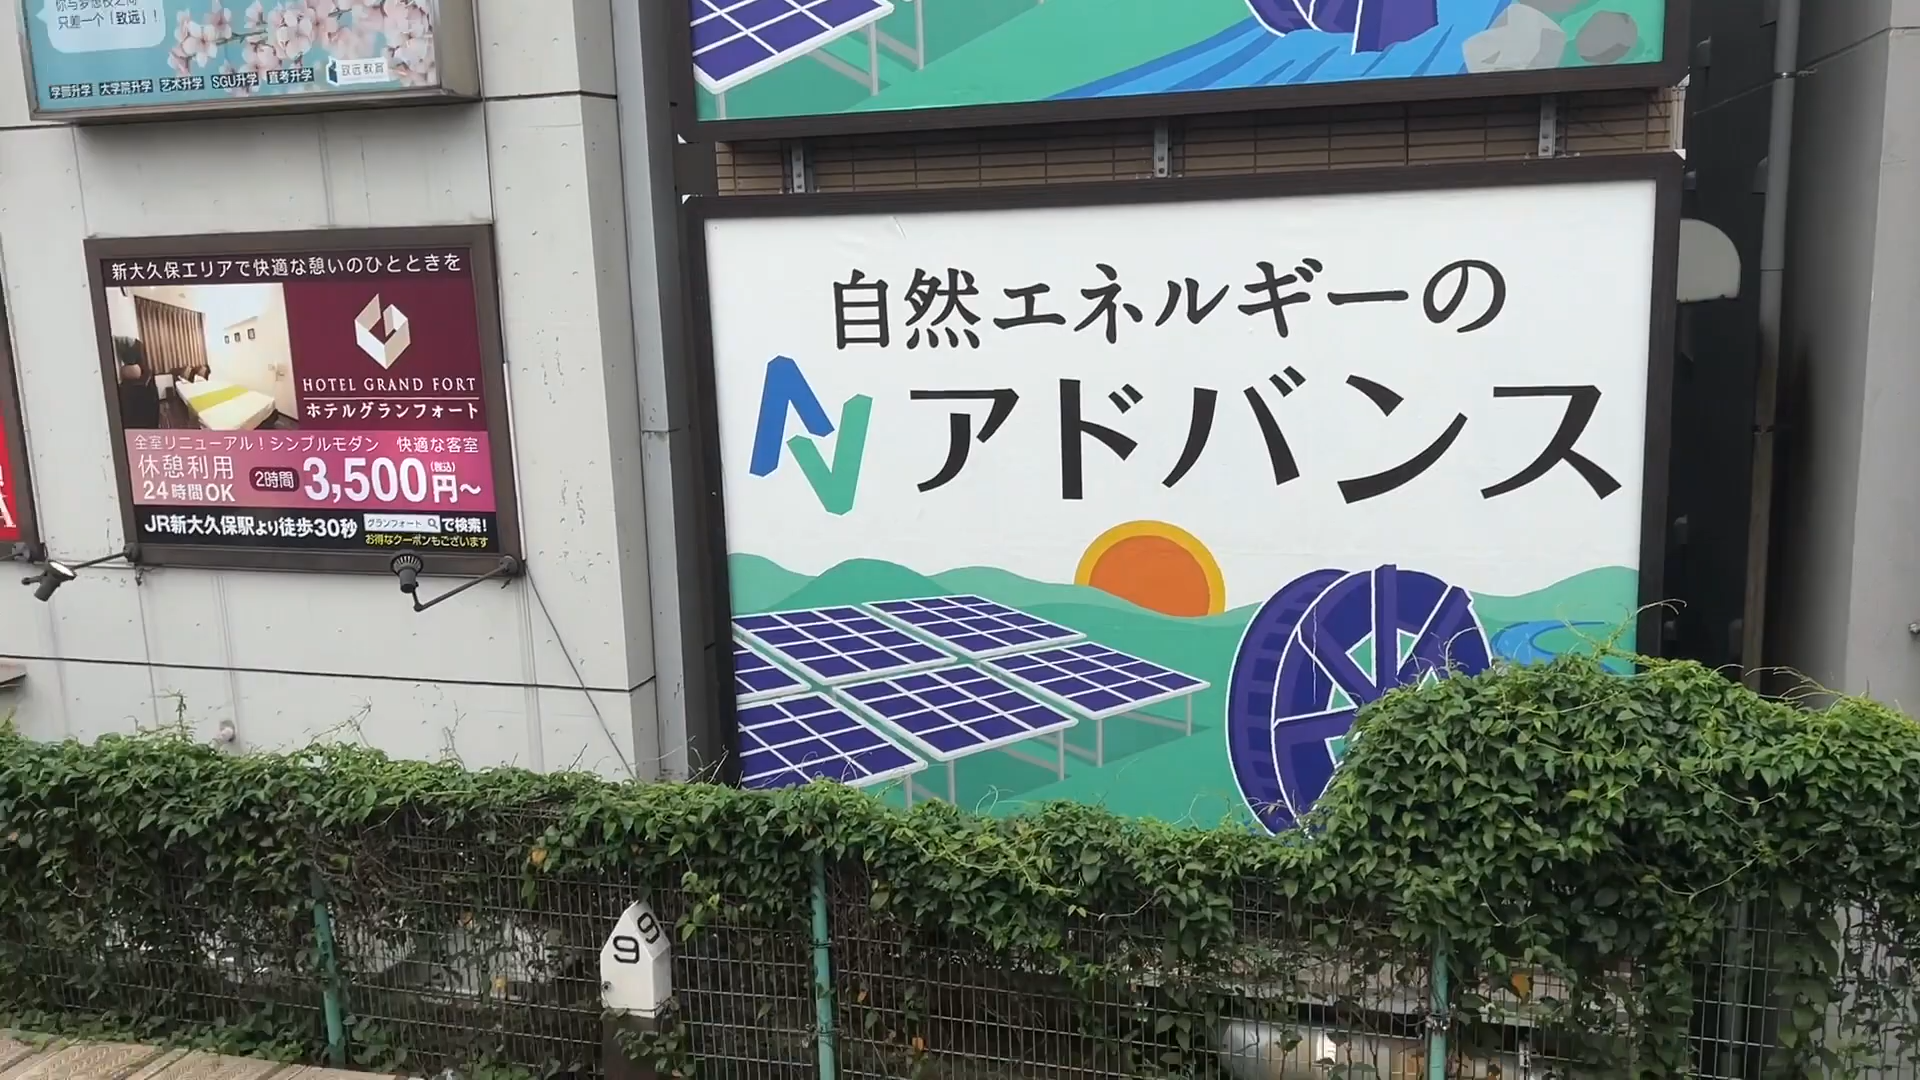 只差一个「致远」！
学部升学 大学院升学 艺术升学 SGU升学 直考升学
致远教育
新大久保エリアで快適な憩いのひとときを
HOTEL GRAND FORT
ホテルグランフォート
全室リニューアル！シンプルモダン 快適な客室
休憩利用
24時間OK
2時間
3,500円～
(税込)
JR新大久保駅より徒歩30秒
グランフォート
で検索！
お得なクーポンもございます
自然エネルギーの
アドバンス
9
9